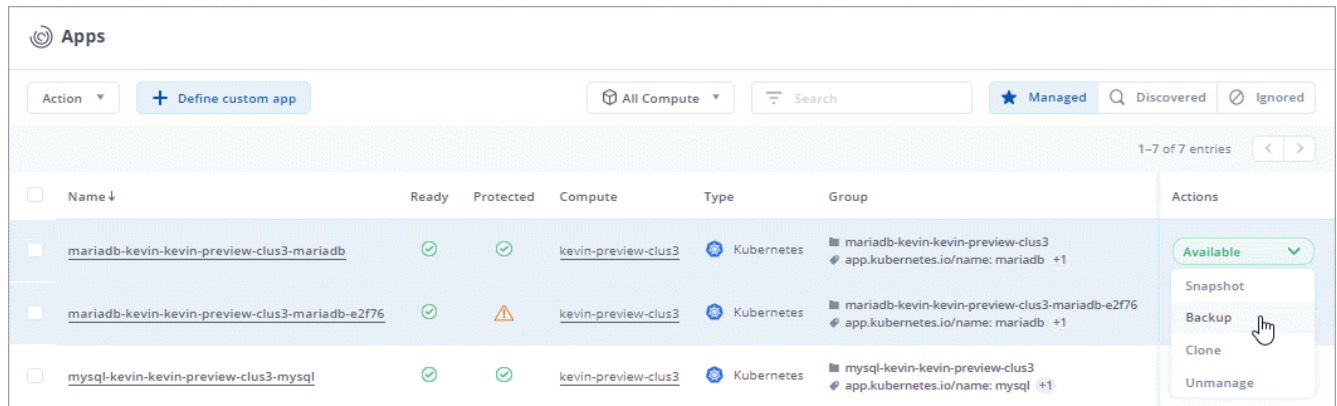 Apps
Action + Define custom app All Compute Search Managed Discovered Ignored
1–7 of 7 entries < >
Name↓ Ready Protected Compute Type Group Actions
mariadb-kevin-kevin-preview-clus3-mariadb kevin-preview-clus3 Kubernetes mariadb-kevin-kevin-preview-clus3
app.kubernetes.io/name: mariadb +1
Available
Snapshot
mariadb-kevin-kevin-preview-clus3-mariadb-e2f76 kevin-preview-clus3 Kubernetes mariadb-kevin-kevin-preview-clus3-mariadb-e2f76
app.kubernetes.io/name: mariadb +1
Backup
Clone
mysql-kevin-kevin-preview-clus3-mysql kevin-preview-clus3 Kubernetes mysql-kevin-kevin-preview-clus3
app.kubernetes.io/name: mysql +1
Unmanage